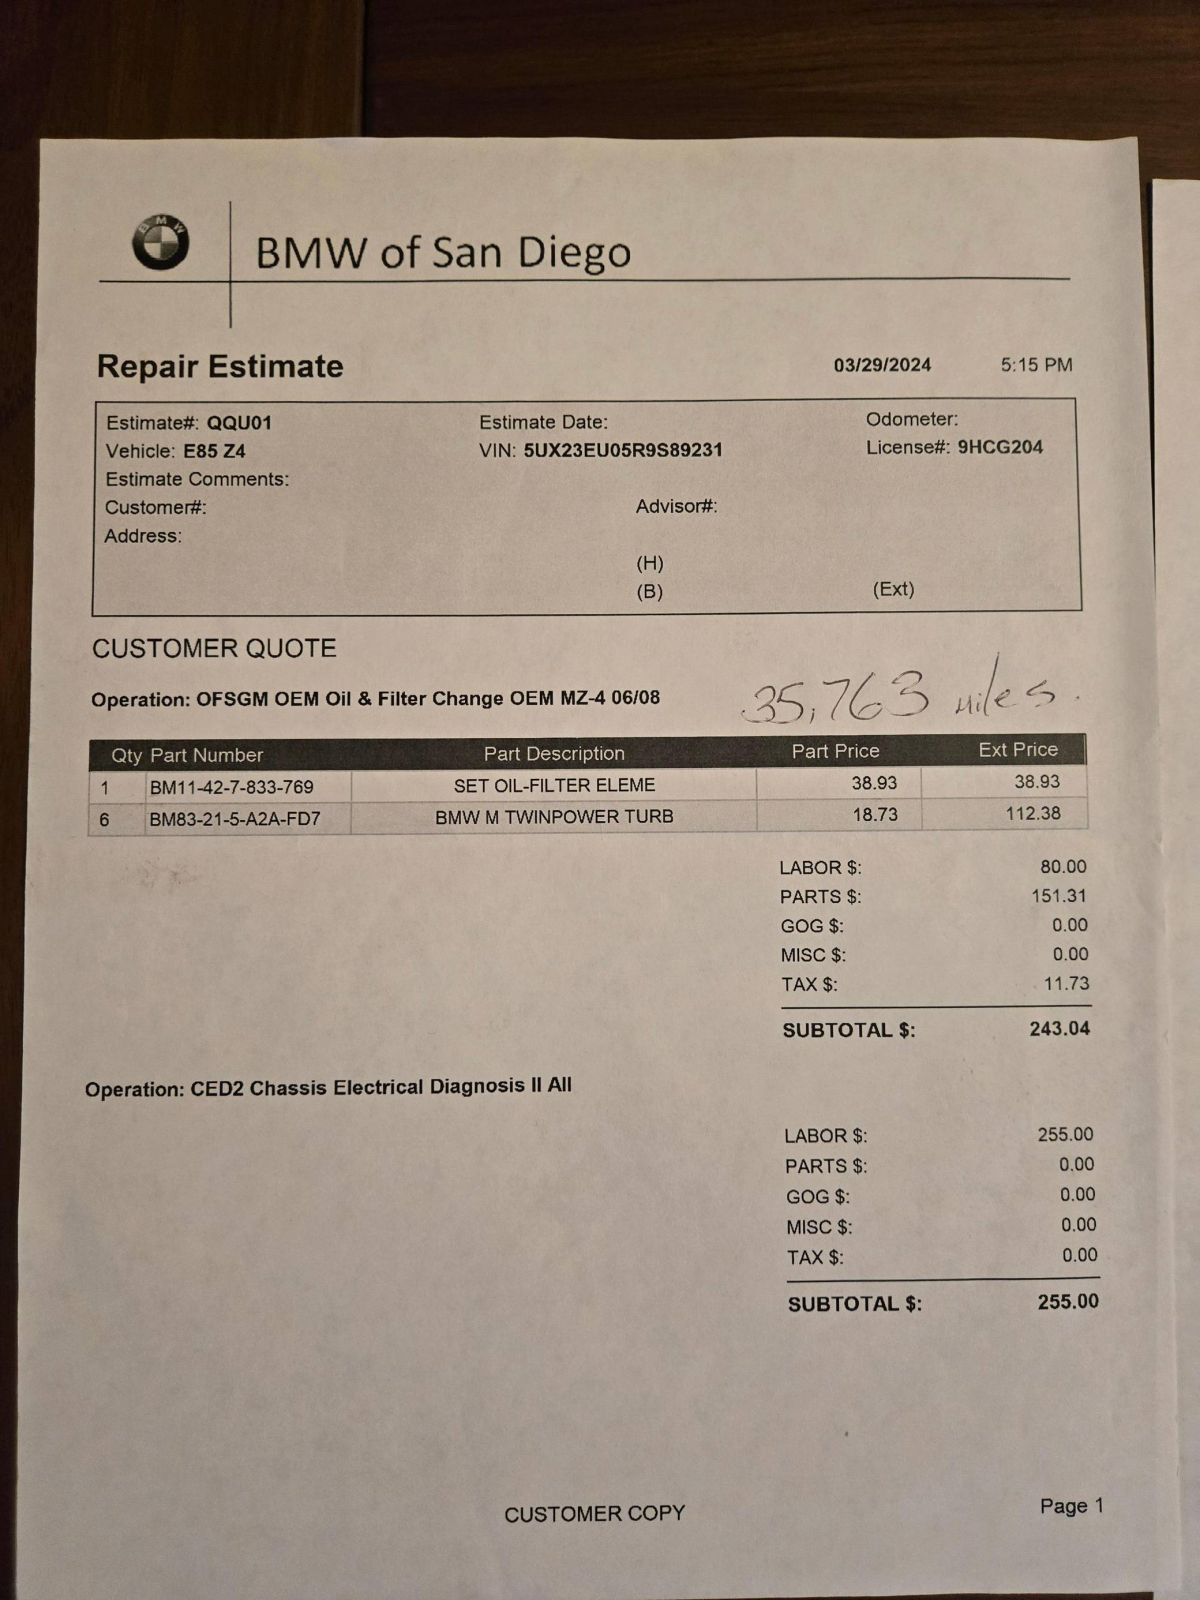 BMW
BMW of San Diego
Repair Estimate 03/29/2024 5:15 PM
Estimate#: QQU01 Estimate Date: Odometer:
Vehicle: E85 Z4 VIN: 5UX23EU05R9S89231 License#: 9HCG204
Estimate Comments:
Customer#: Advisor#:
Address:
(H)
(B) (Ext)
CUSTOMER QUOTE
Operation: OFSGM OEM Oil & Filter Change OEM MZ-4 06/08 35,763 miles.
Qty Part Number Part Description Part Price Ext Price
1 BM11-42-7-833-769 SET OIL-FILTER ELEME 38.93 38.93
6 BM83-21-5-A2A-FD7 BMW M TWINPOWER TURB 18.73 112.38
LABOR $: 80.00
PARTS $: 151.31
GOG $: 0.00
MISC $: 0.00
TAX $: 11.73
SUBTOTAL $: 243.04
Operation: CED2 Chassis Electrical Diagnosis II All
LABOR $: 255.00
PARTS $: 0.00
GOG $: 0.00
MISC $: 0.00
TAX $: 0.00
SUBTOTAL $: 255.00
CUSTOMER COPY Page 1